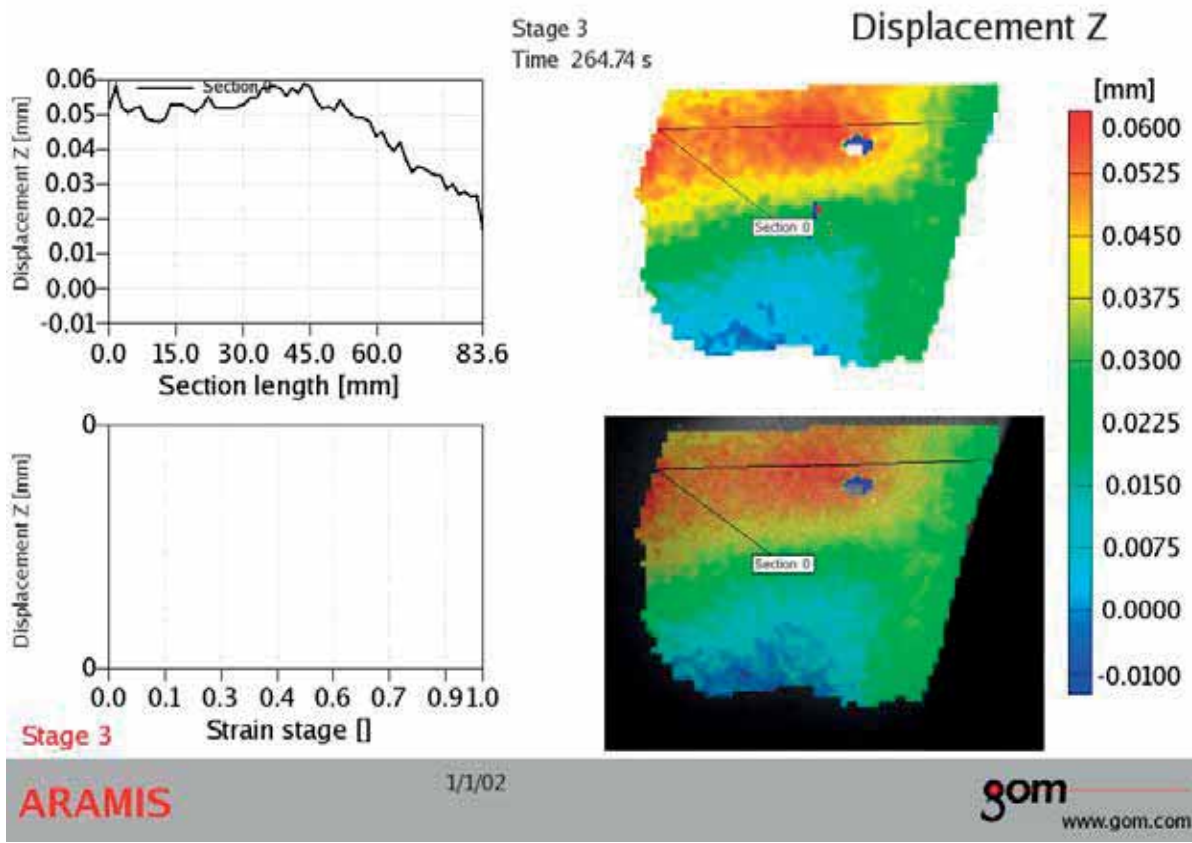 Stage 3
Time 264.74 s
Displacement Z
Displacement Z [mm]
0.06
0.05
0.04
0.03
0.02
0.01
0.00
-0.01
Section 0
0.0 15.0 30.0 45.0 60.0 83.6
Section length [mm]
Displacement Z [mm]
0
0
0.0 0.1 0.3 0.4 0.6 0.7 0.91.0
Strain stage []
Stage 3
Section 0
Section 0
[mm]
0.0600
0.0525
0.0450
0.0375
0.0300
0.0225
0.0150
0.0075
0.0000
-0.0100
ARAMIS
1/1/02
gom
www.gom.com